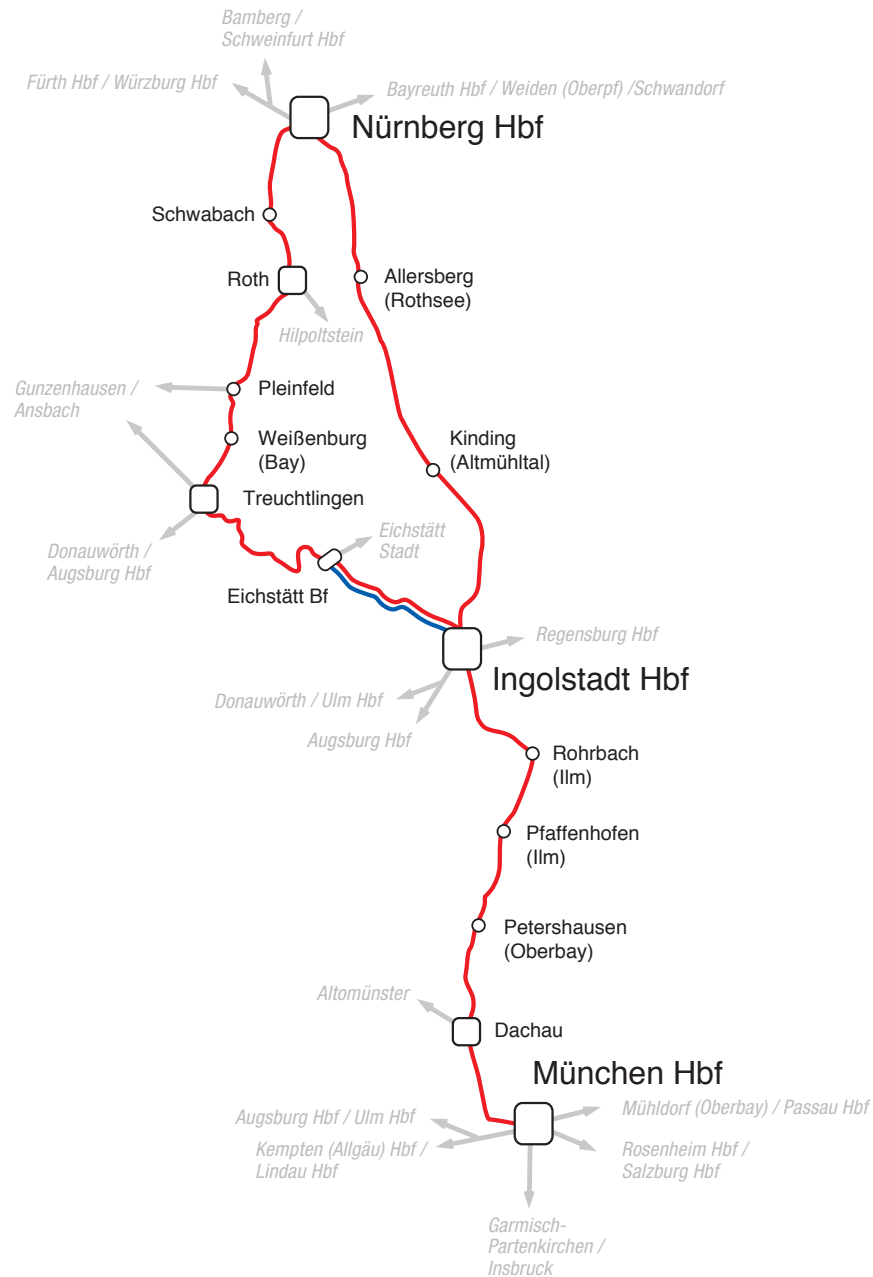 Bamberg /
Schweinfurt Hbf
Fürth Hbf / Würzburg Hbf
Bayreuth Hbf / Weiden (Oberpf) /Schwandorf
Nürnberg Hbf
Schwabach
Roth
Allersberg
(Rothsee)
Hilpoltstein
Gunzenhausen /
Ansbach
Pleinfeld
Weißenburg
(Bay)
Kinding
(Altmühltal)
Treuchtlingen
Donauwörth /
Augsburg Hbf
Eichstätt
Stadt
Eichstätt Bf
Regensburg Hbf
Ingolstadt Hbf
Donauwörth / Ulm Hbf
Augsburg Hbf
Rohrbach
(Ilm)
Pfaffenhofen
(Ilm)
Petershausen
(Oberbay)
Altomünster
Dachau
München Hbf
Mühldorf (Oberbay) / Passau Hbf
Augsburg Hbf / Ulm Hbf
Kempten (Allgäu) Hbf /
Lindau Hbf
Rosenheim Hbf /
Salzburg Hbf
Garmisch-
Partenkirchen /
Insbruck